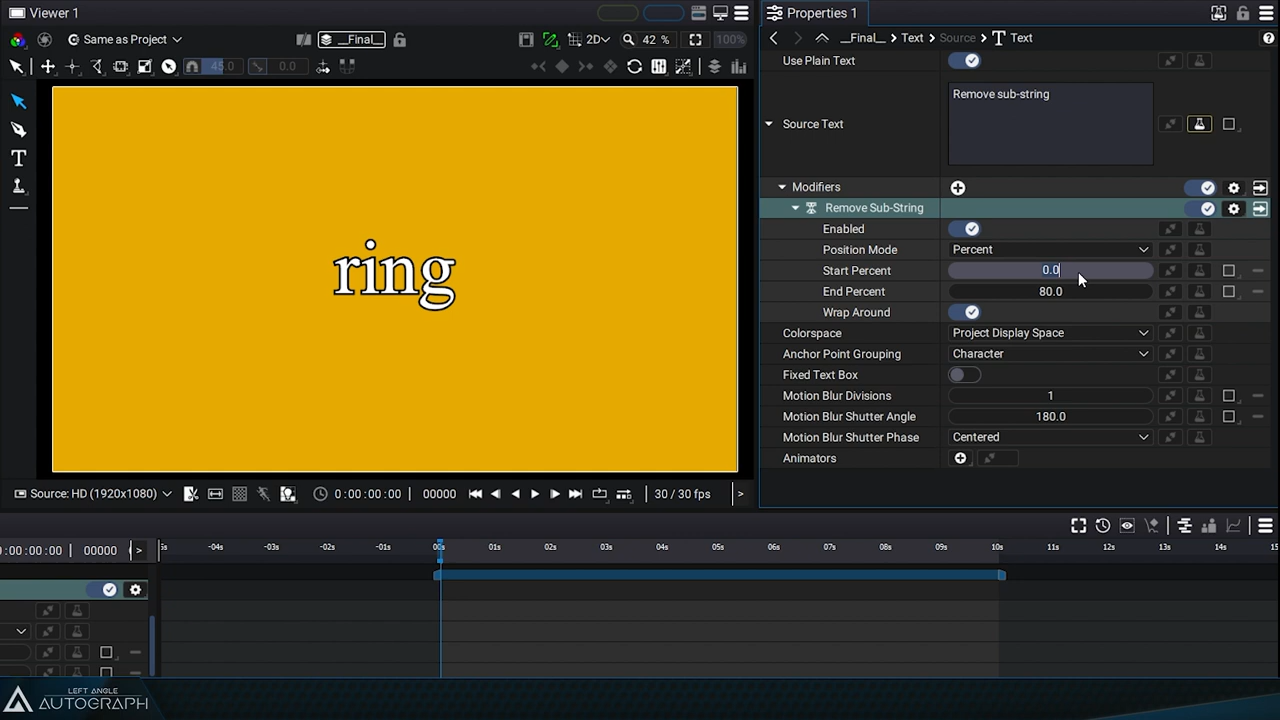 Viewer 1
Properties 1
Same as Project
__Final__
2D
42 %
100%
__Final__ > Text > Source > Text
45.0
0.0
Use Plain Text
Remove sub-string
Source Text
Modifiers
Remove Sub-String
Enabled
Position Mode
Percent
Start Percent
0.0
End Percent
80.0
Wrap Around
Colorspace
Project Display Space
Anchor Point Grouping
Character
Fixed Text Box
Motion Blur Divisions
1
Motion Blur Shutter Angle
180.0
Motion Blur Shutter Phase
Centered
Animators
ring
Source: HD (1920x1080)
0:00:00:00
00000
30 / 30 fps
0:00:00:00
00000
-04s
-03s
-02s
-01s
00s
01s
02s
03s
04s
05s
06s
07s
08s
09s
10s
11s
12s
13s
14s
LEFT ANGLE
AUTOGRAPH